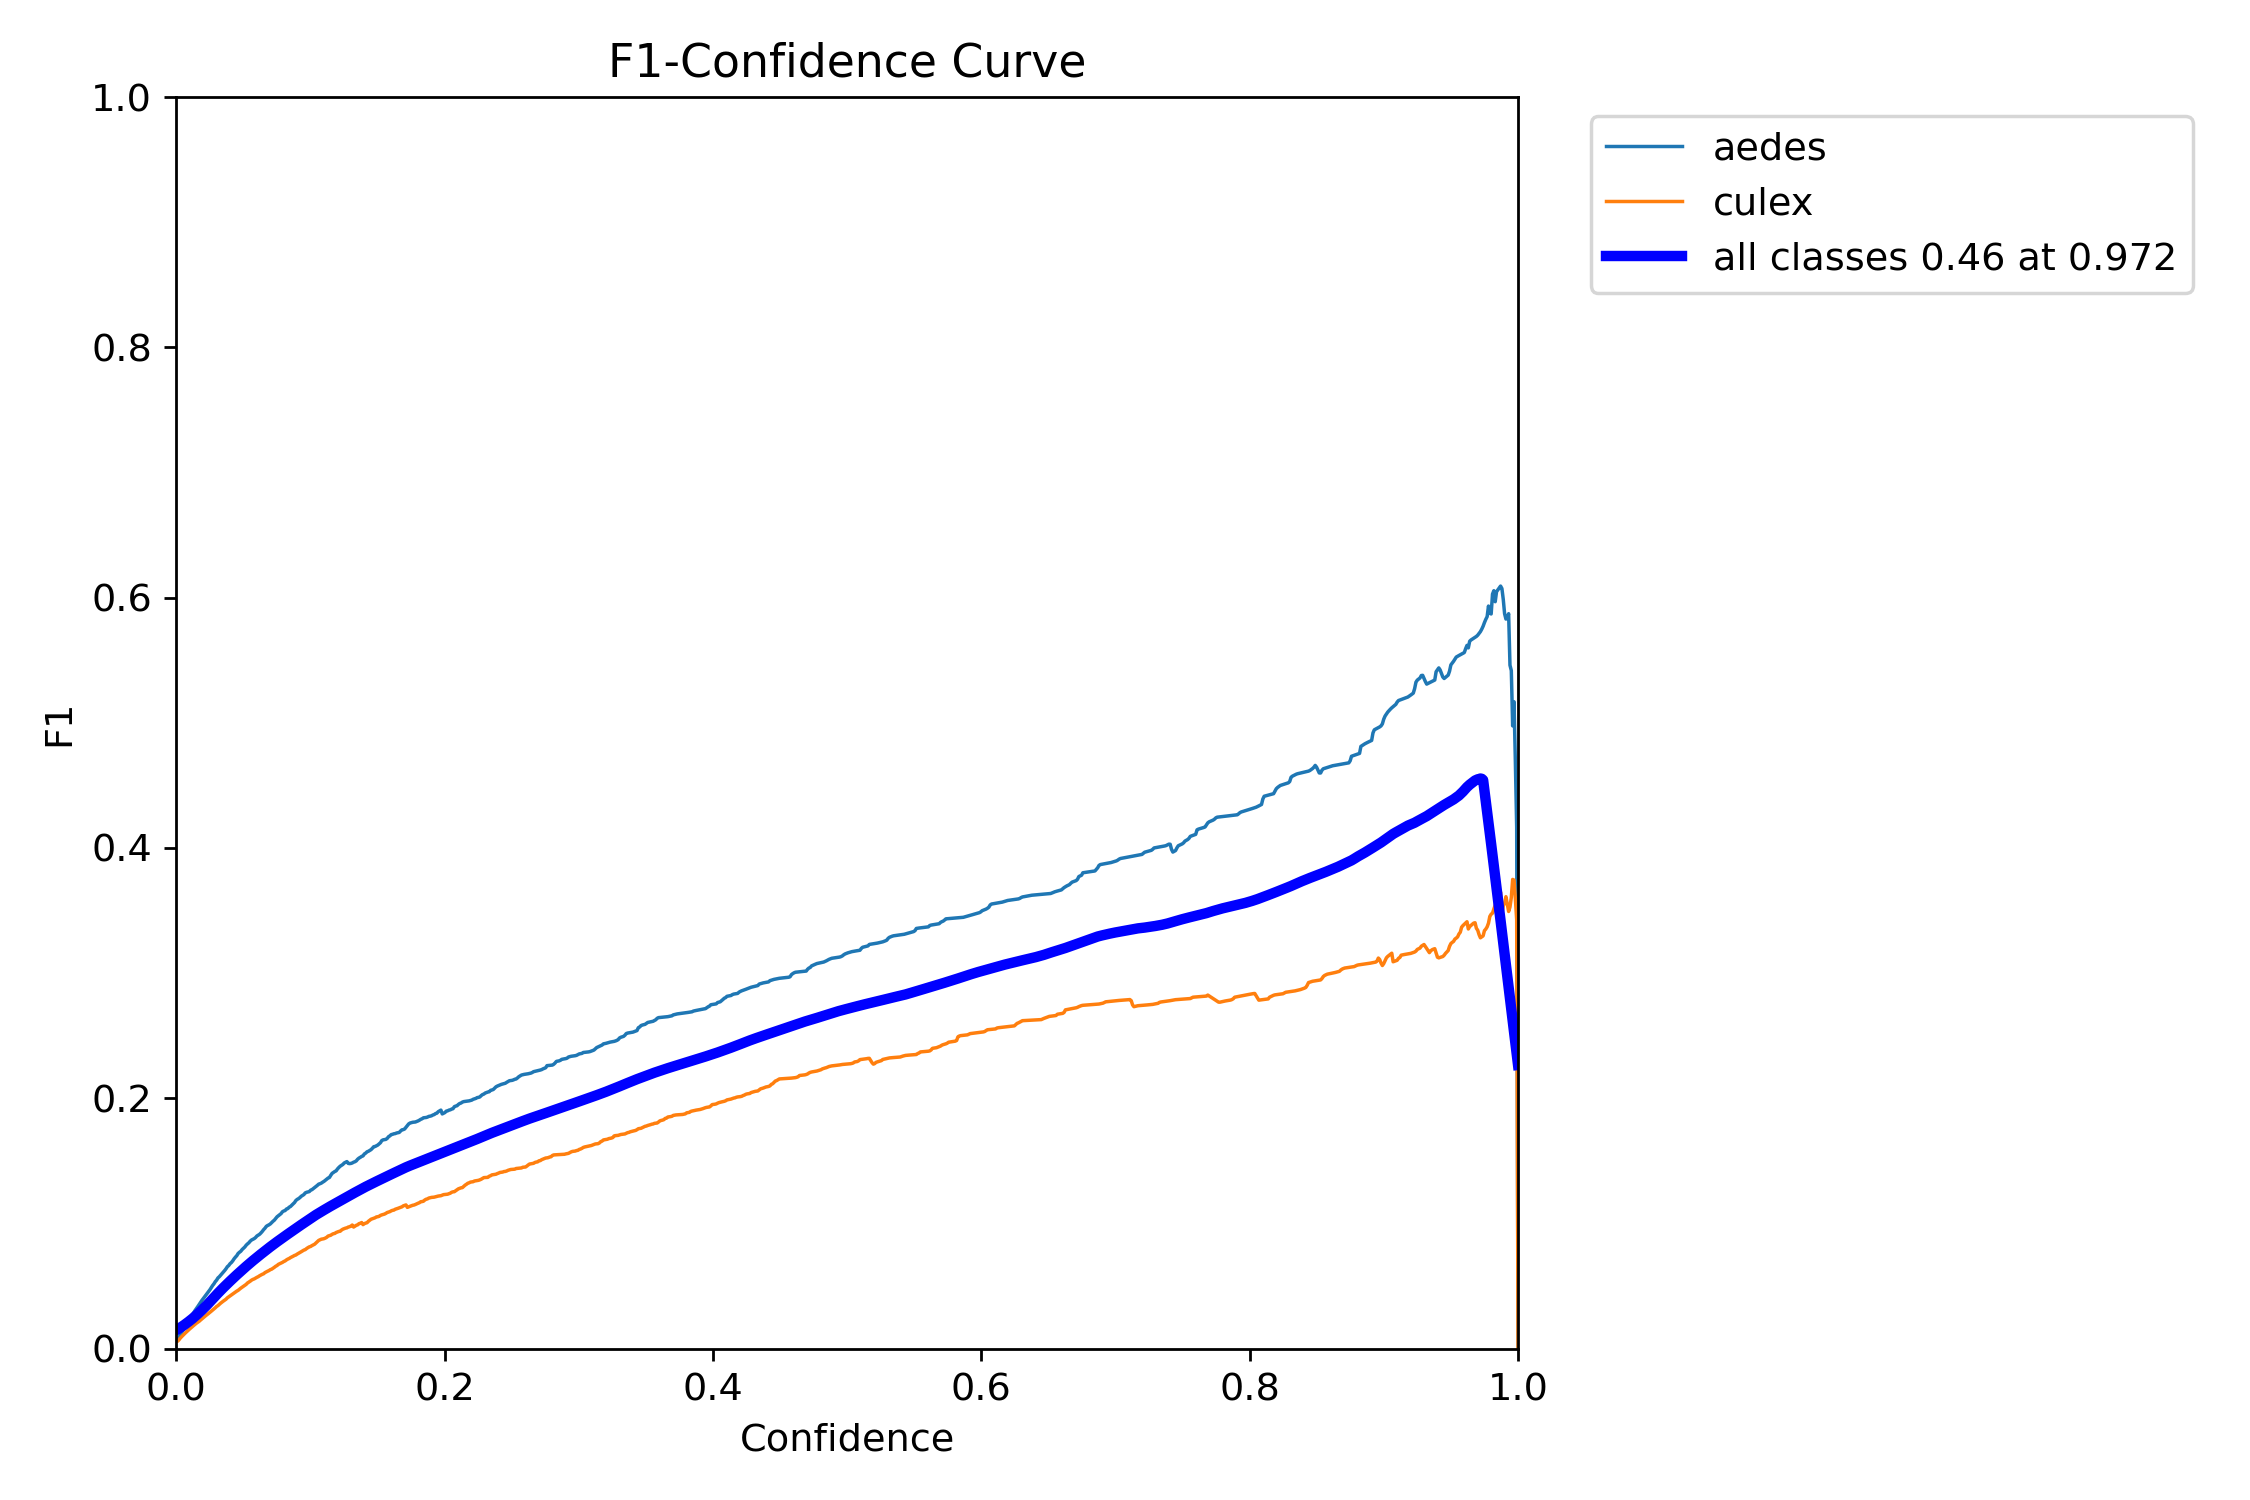 F1-Confidence Curve
1.0
0.8
0.6
0.4
0.2
0.0
F1
0.0 0.2 0.4 0.6 0.8 1.0
Confidence
aedes
culex
all classes 0.46 at 0.972